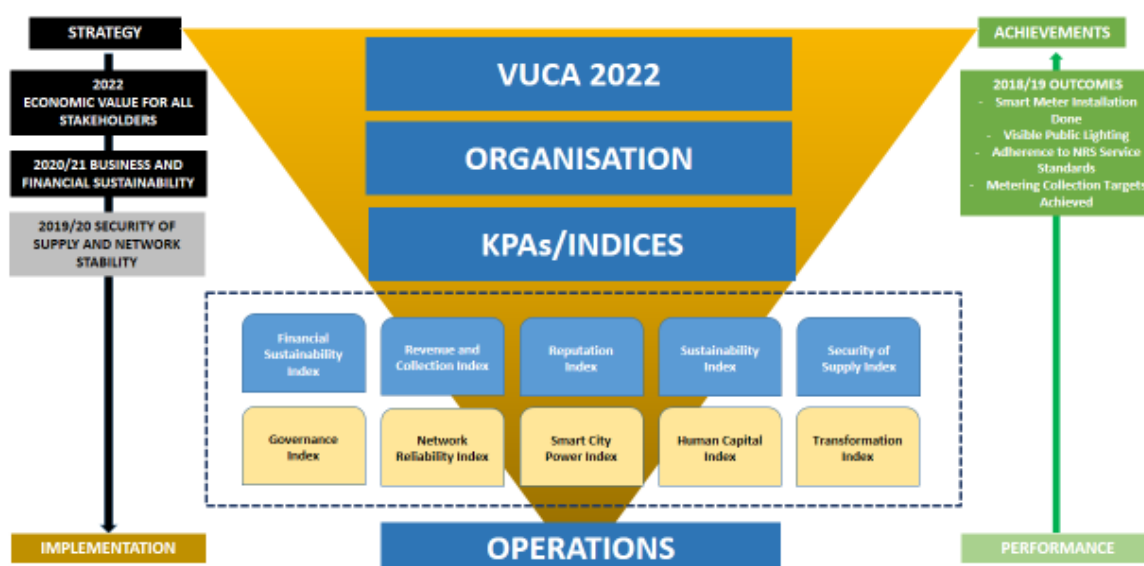 STRATEGY
2022
ECONOMIC VALUE FOR ALL
STAKEHOLDERS
2020/21 BUSINESS AND
FINANCIAL SUSTAINABILITY
2019/20 SECURITY OF
SUPPLY AND NETWORK
STABILITY
IMPLEMENTATION
VUCA 2022
ORGANISATION
KPAs/INDICES
Financial
Sustainability
Index
Revenue and
Collection Index
Reputation
Index
Sustainability
Index
Security of
Supply Index
Governance
Index
Network
Reliability Index
Smart City
Power Index
Human Capital
Index
Transformation
Index
OPERATIONS
ACHIEVEMENTS
2018/19 OUTCOMES
- Smart Meter Installation
Done
- Visible Public Lighting
- Adherence to NRS Service
Standards
- Metering Collection Targets
Achieved
PERFORMANCE